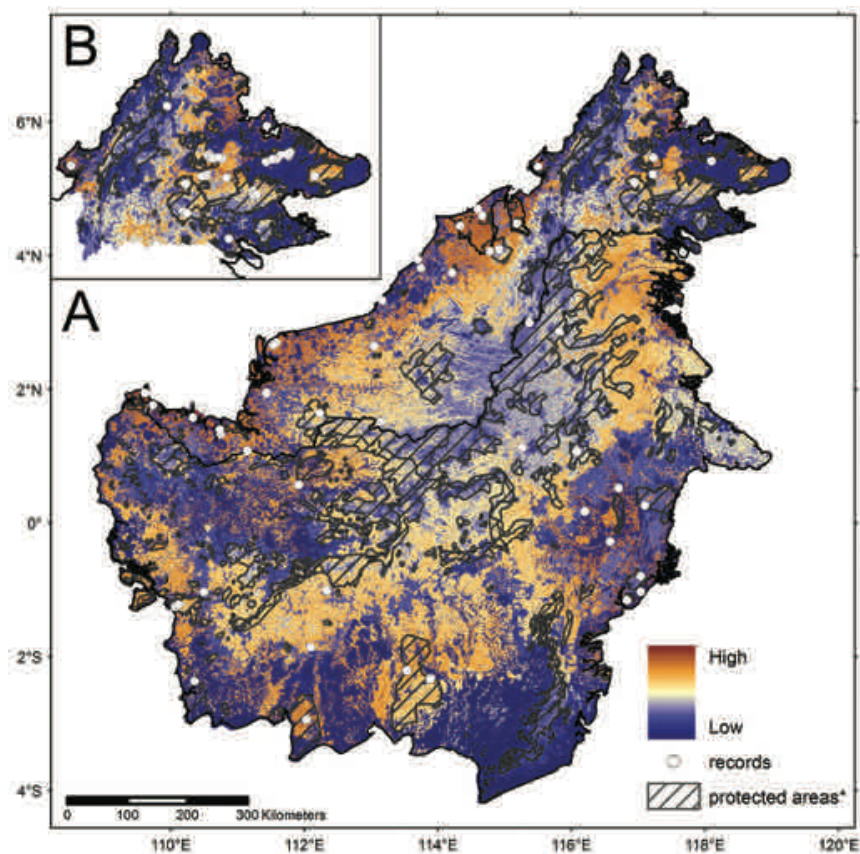 B
6°N
4°N
A
2°N
0°
2°S
High
Low
records
protected areas*
4°S
0 100 200 300 Kilometers
110°E 112°E 114°E 116°E 118°E 120°E